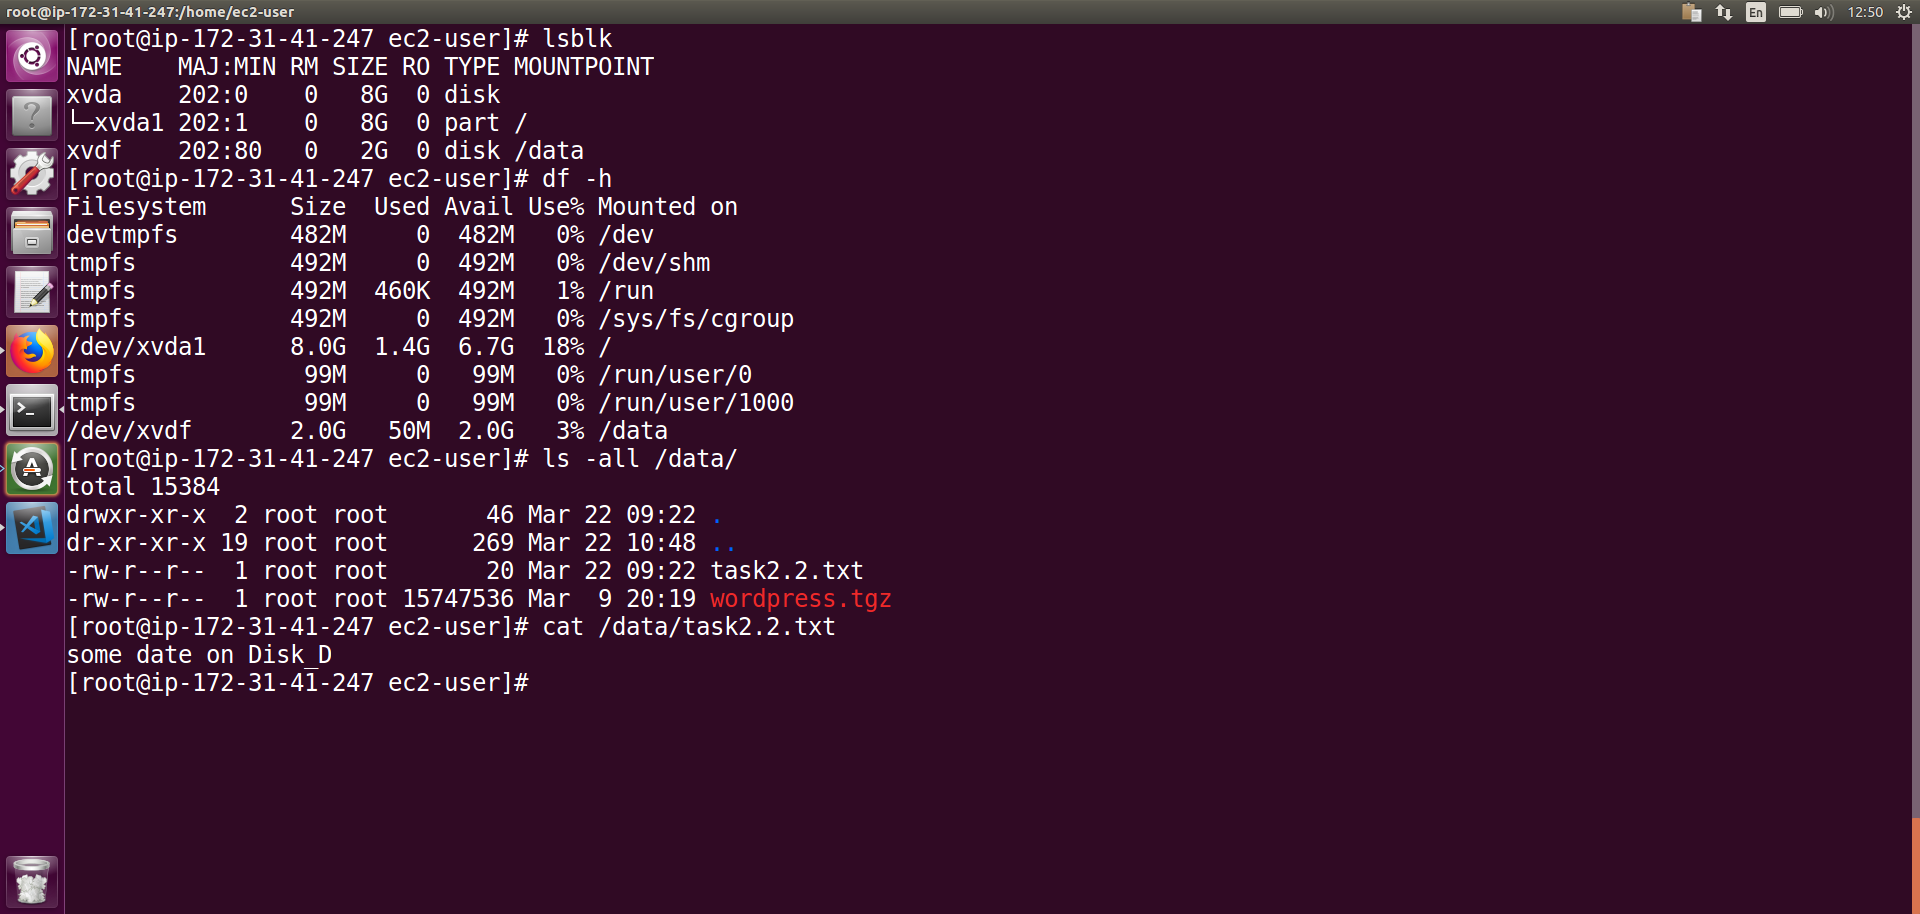 root@ip-172-31-41-247:/home/ec2-user
En
12:50
[root@ip-172-31-41-247 ec2-user]# lsblk
NAME    MAJ:MIN RM SIZE RO TYPE MOUNTPOINT
xvda    202:0    0   8G  0 disk
└─xvda1 202:1    0   8G  0 part /
xvdf    202:80   0   2G  0 disk /data
[root@ip-172-31-41-247 ec2-user]# df -h
Filesystem      Size  Used Avail Use% Mounted on
devtmpfs        482M     0  482M   0% /dev
tmpfs           492M     0  492M   0% /dev/shm
tmpfs           492M  460K  492M   1% /run
tmpfs           492M     0  492M   0% /sys/fs/cgroup
/dev/xvda1      8.0G  1.4G  6.7G  18% /
tmpfs            99M     0   99M   0% /run/user/0
tmpfs            99M     0   99M   0% /run/user/1000
/dev/xvdf       2.0G   50M  2.0G   3% /data
[root@ip-172-31-41-247 ec2-user]# ls -all /data/
total 15384
drwxr-xr-x  2 root root       46 Mar 22 09:22 .
dr-xr-xr-x 19 root root      269 Mar 22 10:48 ..
-rw-r--r--  1 root root       20 Mar 22 09:22 task2.2.txt
-rw-r--r--  1 root root 15747536 Mar  9 20:19 wordpress.tgz
[root@ip-172-31-41-247 ec2-user]# cat /data/task2.2.txt
some date on Disk_D
[root@ip-172-31-41-247 ec2-user]#